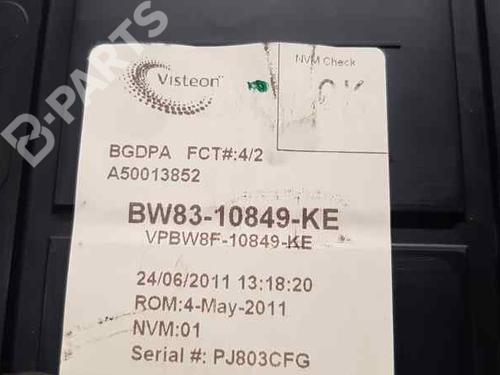 B-PARTS
Visteon
NVM Check
OK
BGDPA FCT#:4/2
A50013852
BW83-10849-KE
VPBW8F-10849-KE
24/06/2011 13:18:20
ROM:4-May-2011
NVM:01
Serial #: PJ803CFG